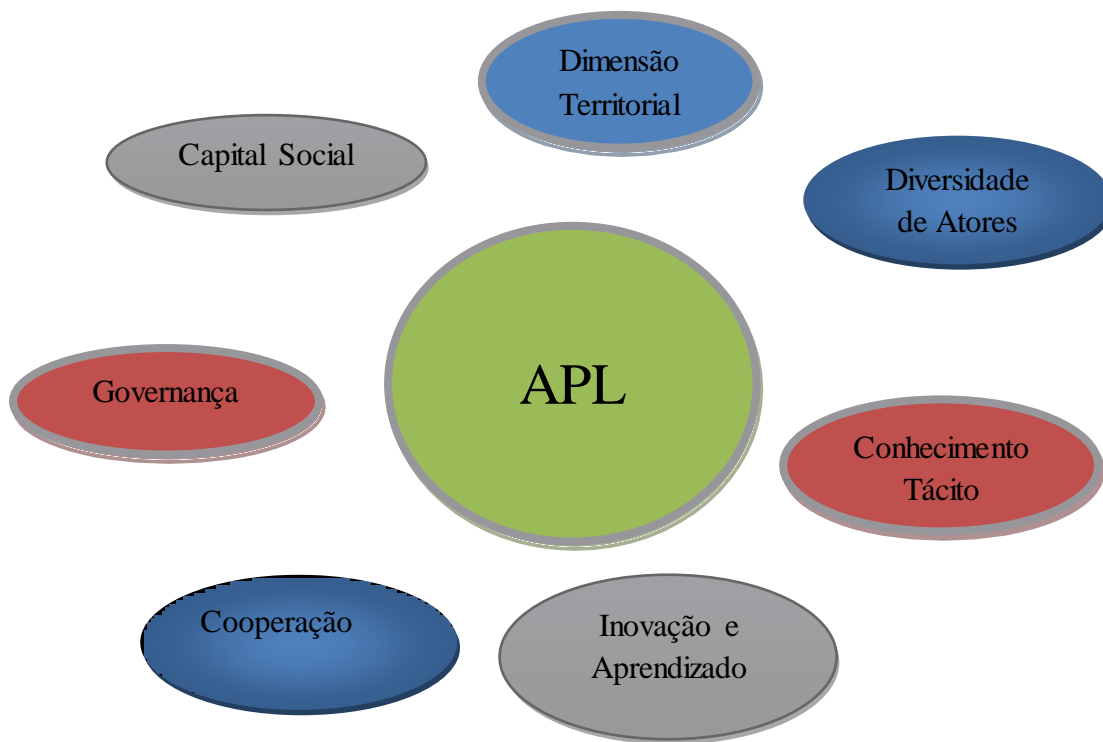 Dimensão
Territorial
Capital Social
Diversidade
de Atores
APL
Governança
Conhecimento
Tácito
Cooperação
Inovação e
Aprendizado